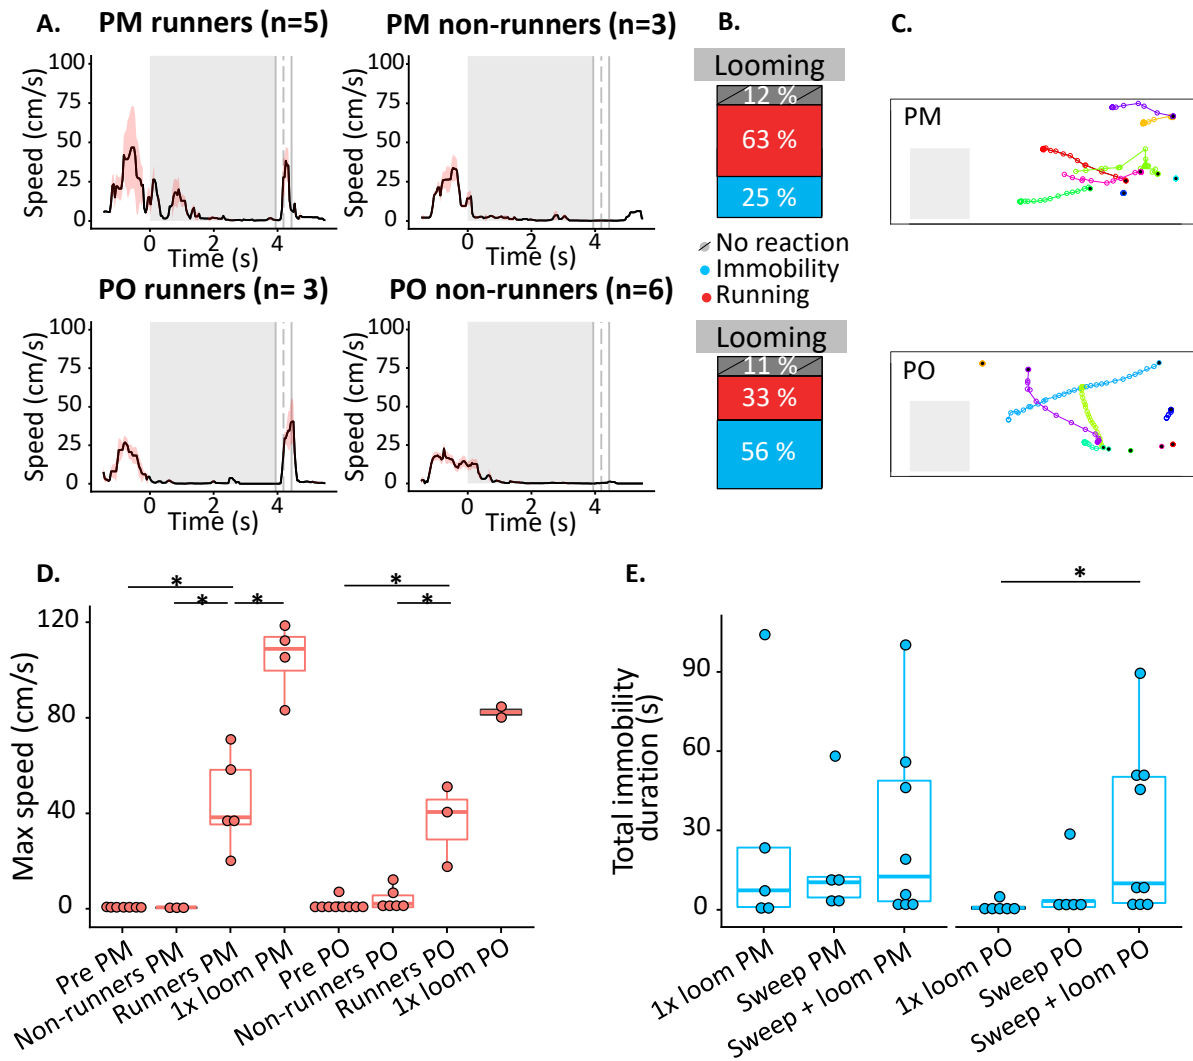 A.
PM runners (n=5)
PM non-runners (n=3)
B.
C.
Speed (cm/s)
100
75
50
25
0
0 2 4
Time (s)
Speed (cm/s)
100
75
50
25
0
0 2 4
Time (s)
Looming
12 %
63 %
25 %
PM
No reaction
Immobility
Running
PO runners (n= 3)
PO non-runners (n=6)
Speed (cm/s)
100
75
50
25
0
0 2 4
Time (s)
Speed (cm/s)
100
75
50
25
0
0 2 4
Time (s)
Looming
11 %
33 %
56 %
PO
D.
* * *
* *
Max speed (cm/s)
120
80
40
0
Pre PM
Non-runners PM
Runners PM
1x loom PM
Pre PO
Non-runners PO
Runners PO
1x loom PO
E.
*
Total immobility
duration (s)
90
60
30
0
1x loom PM
Sweep PM
Sweep + loom PM
1x loom PO
Sweep PO
Sweep + loom PO